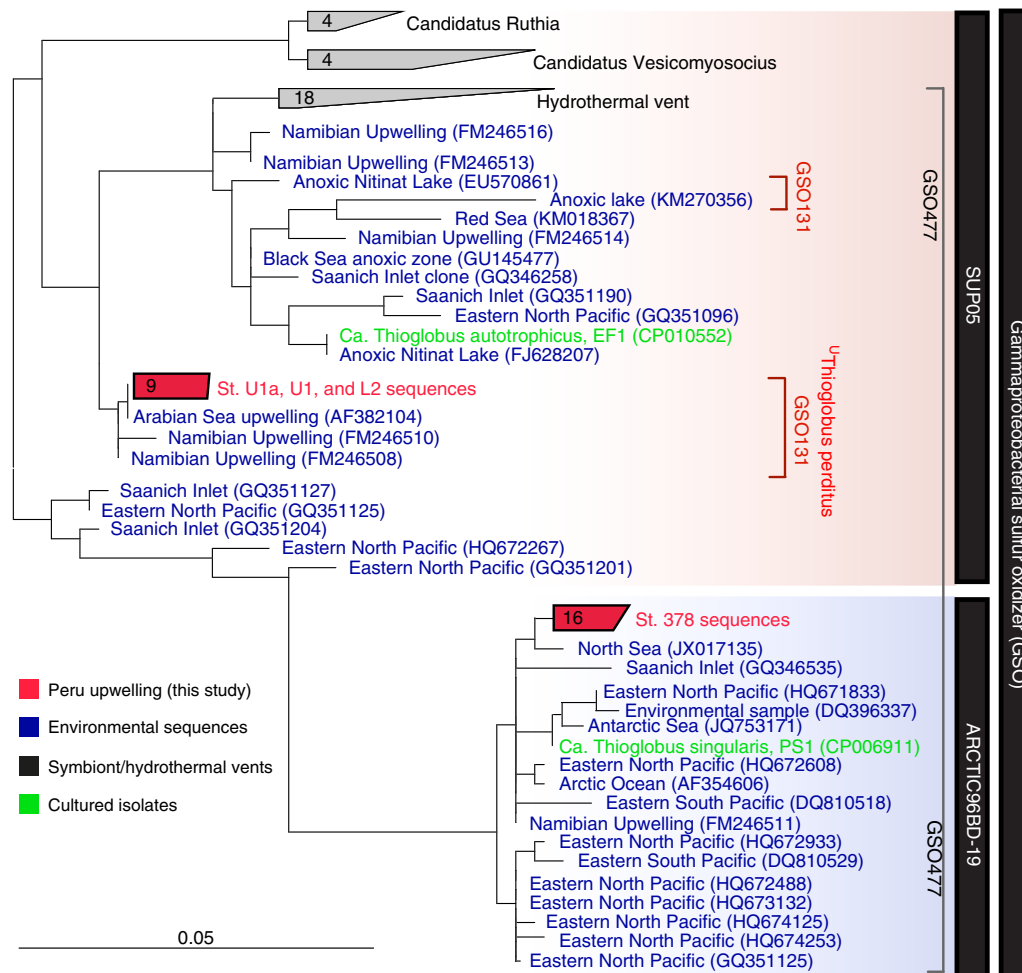 4
Candidatus Ruthia
4
Candidatus Vesicomyosocius
18
Hydrothermal vent
Namibian Upwelling (FM246516)
Namibian Upwelling (FM246513)
Anoxic Nitinat Lake (EU570861)
Anoxic lake (KM270356)
Red Sea (KM018367)
Namibian Upwelling (FM246514)
Black Sea anoxic zone (GU145477)
Saanich Inlet clone (GQ346258)
Saanich Inlet (GQ351190)
Eastern North Pacific (GQ351096)
Ca. Thioglobus autotrophicus, EF1 (CP010552)
Anoxic Nitinat Lake (FJ628207)
9
St. U1a, U1, and L2 sequences
Arabian Sea upwelling (AF382104)
Namibian Upwelling (FM246510)
Namibian Upwelling (FM246508)
Saanich Inlet (GQ351127)
Eastern North Pacific (GQ351125)
Saanich Inlet (GQ351204)
Eastern North Pacific (HQ672267)
Eastern North Pacific (GQ351201)
16
St. 378 sequences
North Sea (JX017135)
Saanich Inlet (GQ346535)
Eastern North Pacific (HQ671833)
Environmental sample (DQ396337)
Antarctic Sea (JQ753171)
Ca. Thioglobus singularis, PS1 (CP006911)
Eastern North Pacific (HQ672608)
Arctic Ocean (AF354606)
Eastern South Pacific (DQ810518)
Namibian Upwelling (FM246511)
Eastern North Pacific (HQ672933)
Eastern South Pacific (DQ810529)
Eastern North Pacific (HQ672488)
Eastern North Pacific (HQ673132)
Eastern North Pacific (HQ674125)
Eastern North Pacific (HQ674253)
Eastern North Pacific (GQ351125)
GSO131
GSO131
UThioglobus perditus
GSO477
GSO477
SUP05
ARCTIC96BD-19
Gammaproteobacterial sulfur oxidizer (GSO)
Peru upwelling (this study)
Environmental sequences
Symbiont/hydrothermal vents
Cultured isolates
0.05